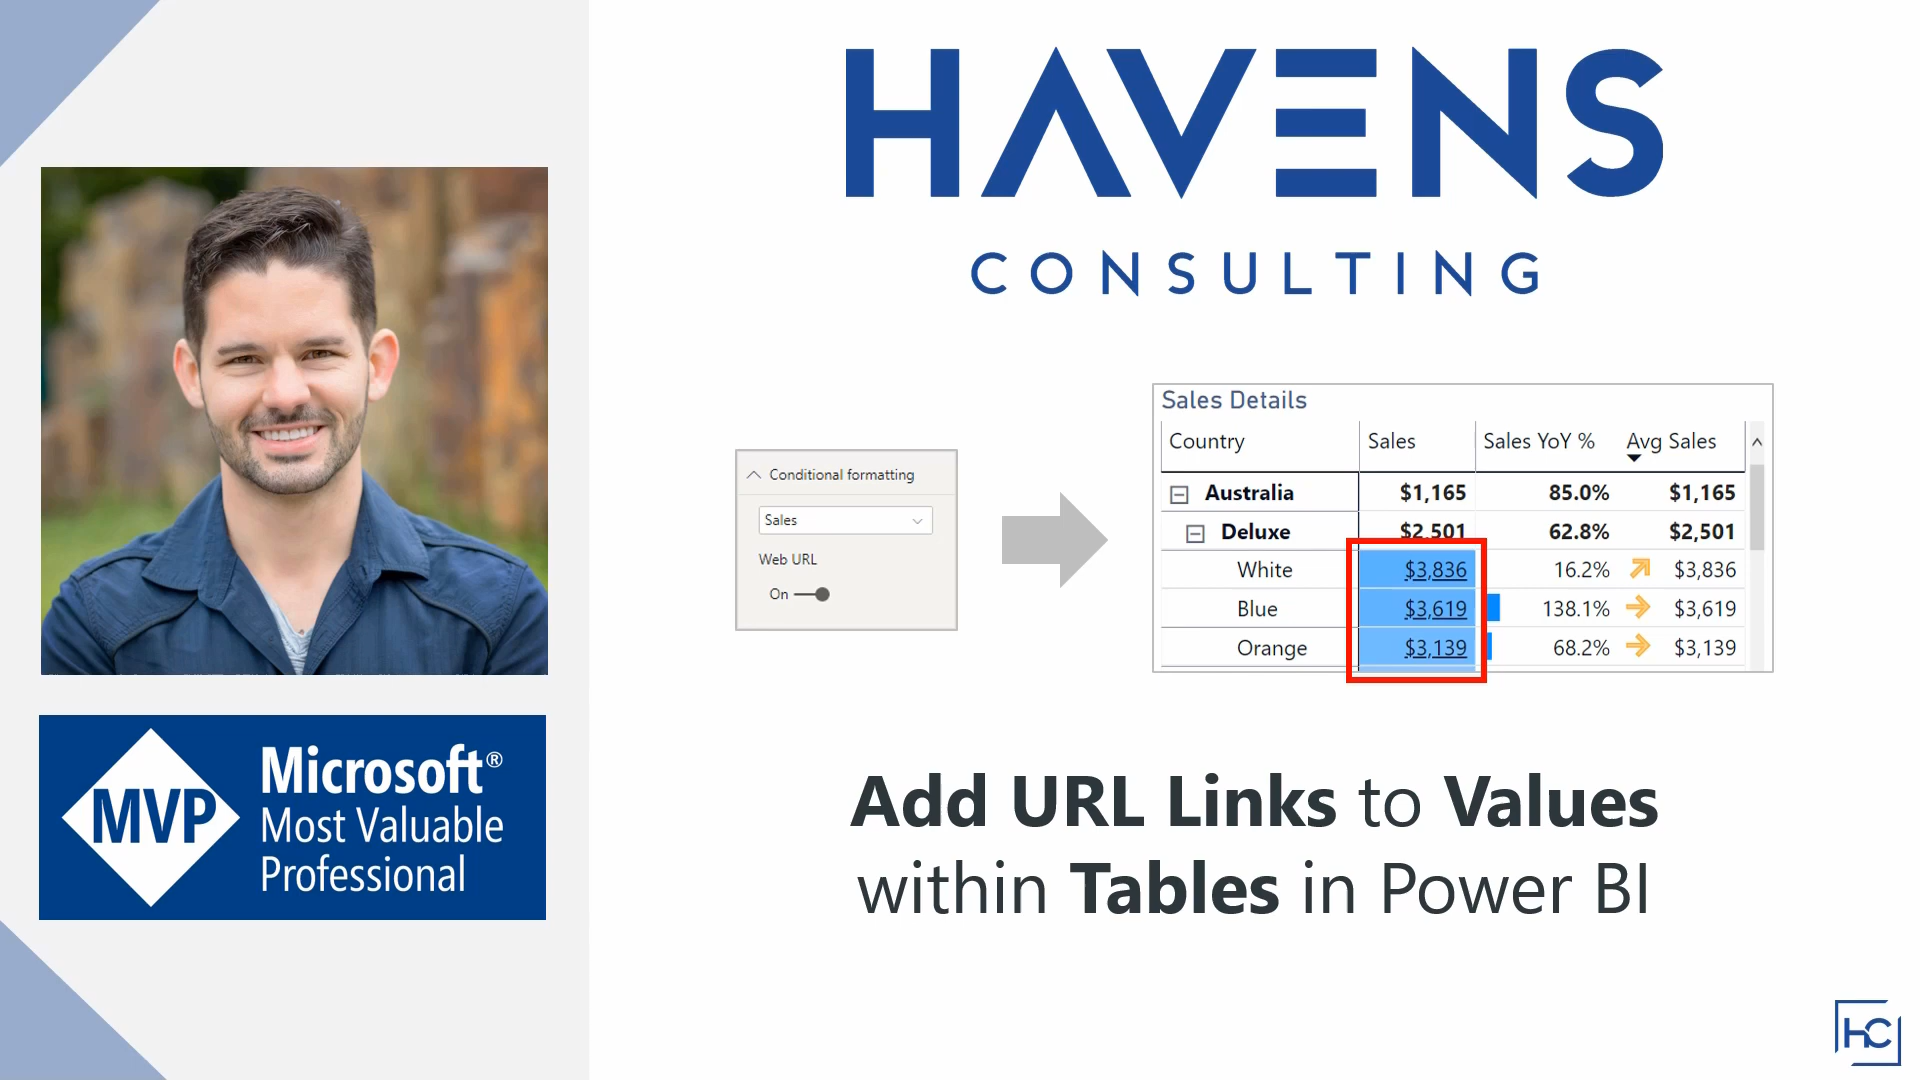 HAVENS
CONSULTING
Conditional formatting
Sales
Web URL
On
Sales Details
Country Sales Sales YoY % Avg Sales
Australia $1,165 85.0% $1,165
Deluxe $2,501 62.8% $2,501
White $3,836 16.2% $3,836
Blue $3,619 138.1% $3,619
Orange $3,139 68.2% $3,139
MVP
Microsoft®
Most Valuable
Professional
Add URL Links to Values
within Tables in Power BI
HC